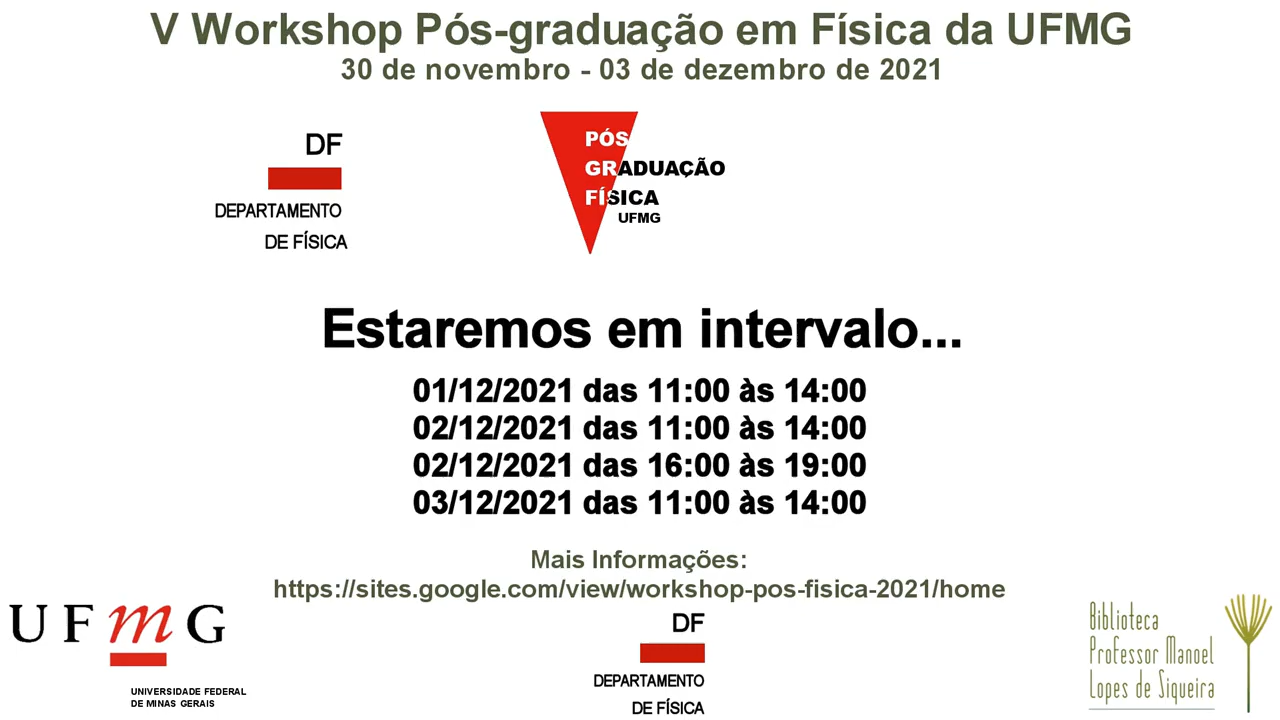 V Workshop Pós-graduação em Física da UFMG
30 de novembro - 03 de dezembro de 2021
DF
DEPARTAMENTO
DE FÍSICA
PÓS
GRADUAÇÃO
FÍSICA
UFMG
Estaremos em intervalo...
01/12/2021 das 11:00 às 14:00
02/12/2021 das 11:00 às 14:00
02/12/2021 das 16:00 às 19:00
03/12/2021 das 11:00 às 14:00
Mais Informações:
https://sites.google.com/view/workshop-pos-fisica-2021/home
UFmG
UNIVERSIDADE FEDERAL
DE MINAS GERAIS
DF
DEPARTAMENTO
DE FÍSICA
Biblioteca
Professor Manoel
Lopes de Siqueira